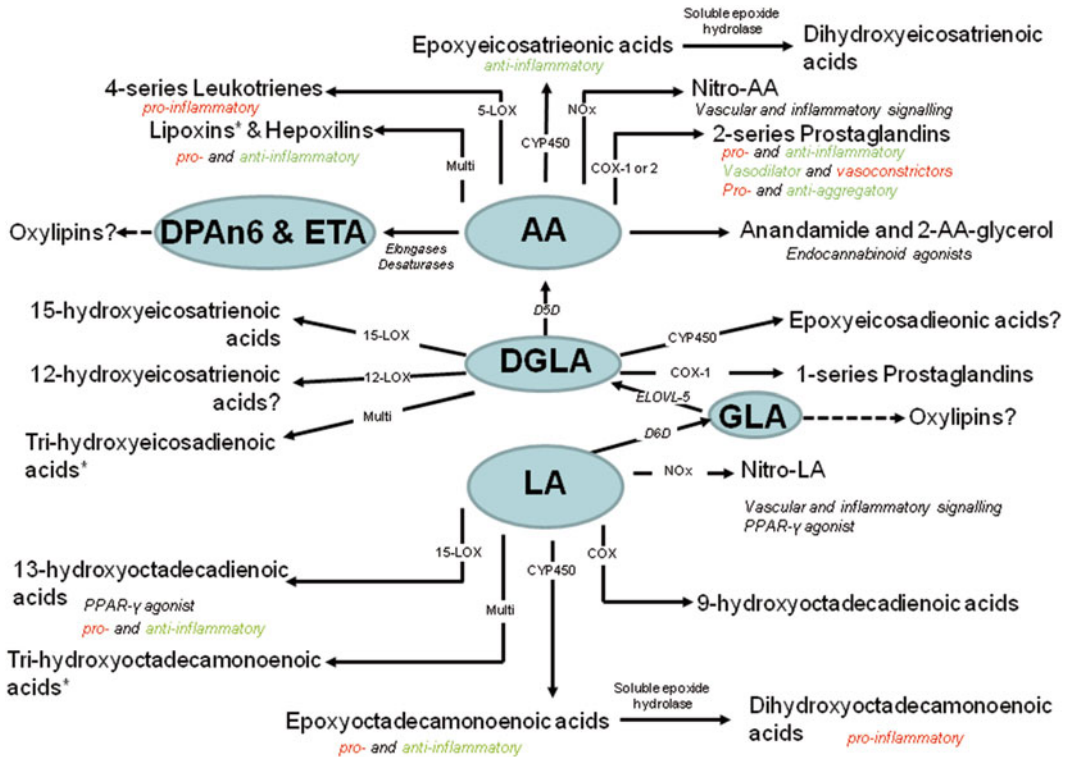 Soluble epoxide
hydrolase
Epoxyeicosatrieonic acids
anti-inflammatory
Dihydroxyeicosatrienoic
acids
4-series Leukotrienes
pro-inflammatory
5-LOX
CYP450
NOx
Nitro-AA
Vascular and inflammatory signalling
Lipoxins* & Hepoxilins
pro- and anti-inflammatory
Multi
COX-1 or 2
2-series Prostaglandins
pro- and anti-inflammatory
Vasodilator and vasoconstrictors
Pro- and anti-aggregatory
Oxylipins?
DPAn6 & ETA
Elongases
Desaturases
AA
Anandamide and 2-AA-glycerol
Endocannabinoid agonists
D5D
15-hydroxyeicosatrienoic
acids
15-LOX
DGLA
CYP450
Epoxyeicosadieonic acids?
12-hydroxyeicosatrienoic
acids?
12-LOX
COX-1
1-series Prostaglandins
ELOVL-5
Multi
Tri-hydroxyeicosadienoic
acids*
GLA
Oxylipins?
D6D
LA
NOx
Nitro-LA
Vascular and inflammatory signalling
PPAR-γ agonist
15-LOX
Multi
CYP450
COX
13-hydroxyoctadecadienoic
acids
PPAR-γ agonist
pro- and anti-inflammatory
9-hydroxyoctadecadienoic acids
Tri-hydroxyoctadecamonoenoic
acids*
Epoxyoctadecamonoenoic acids
pro- and anti-inflammatory
Soluble epoxide
hydrolase
Dihydroxyoctadecamonoenoic
acids
pro-inflammatory